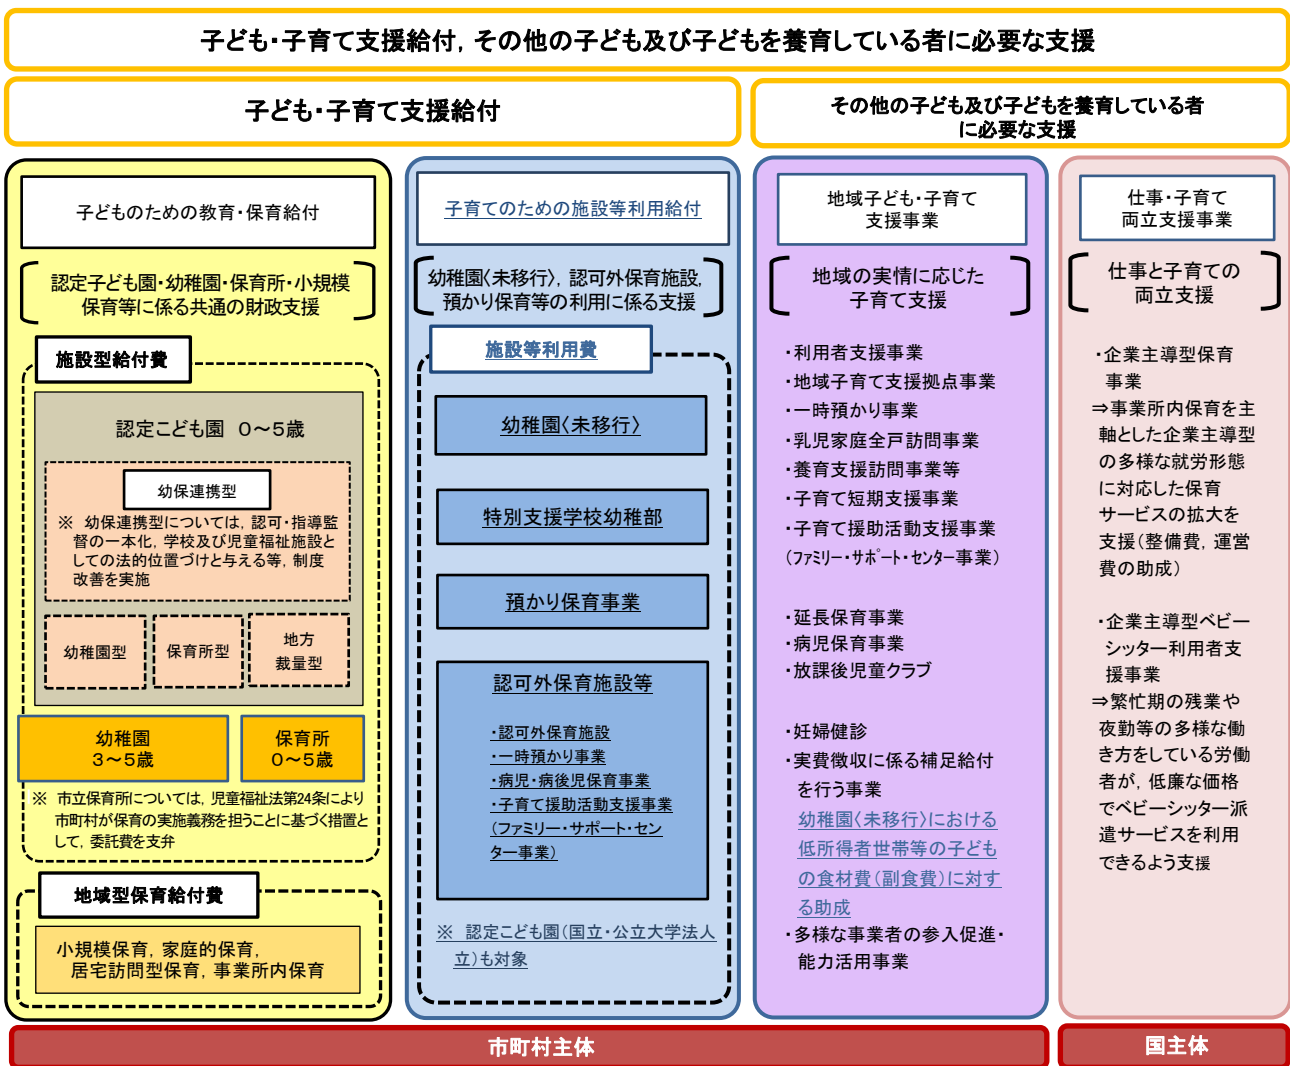 子ども・子育て支援給付，その他の子ども及び子どもを養育している者に必要な支援
子ども・子育て支援給付
その他の子ども及び子どもを養育している者
に必要な支援
子どものための教育・保育給付
認定子ども園・幼稚園・保育所・小規模
保育等に係る共通の財政支援
施設型給付費
認定こども園　０～５歳
幼保連携型
※　幼保連携型については，認可・指導監
督の一本化，学校及び児童福祉施設と
しての法的位置づけと与える等，制度
改善を実施
幼稚園型
保育所型
地方
裁量型
幼稚園
３～５歳
保育所
０～５歳
※　市立保育所については，児童福祉法第24条により
市町村が保育の実施義務を担うことに基づく措置と
して，委託費を支弁
地域型保育給付費
小規模保育，家庭的保育，
居宅訪問型保育，事業所内保育
子育てのための施設等利用給付
幼稚園〈未移行〉，認可外保育施設，
預かり保育等の利用に係る支援
施設等利用費
幼稚園〈未移行〉
特別支援学校幼稚部
預かり保育事業
認可外保育施設等
・認可外保育施設
・一時預かり事業
・病児・病後児保育事業
・子育て援助活動支援事業
（ファミリー・サポート・セン
ター事業）
※　認定こども園（国立・公立大学法人
立）も対象
地域子ども・子育て
支援事業
地域の実情に応じた
子育て支援
・利用者支援事業
・地域子育て支援拠点事業
・一時預かり事業
・乳児家庭全戸訪問事業
・養育支援訪問事業等
・子育て短期支援事業
・子育て援助活動支援事業
（ﾌｧﾐﾘｰ・ｻﾎﾟｰﾄ・ｾﾝﾀｰ事業）
・延長保育事業
・病児保育事業
・放課後児童クラブ
・妊婦健診
・実費徴収に係る補足給付
を行う事業
幼稚園〈未移行〉における
低所得者世帯等の子ども
の食材費（副食費）に対す
る助成
・多様な事業者の参入促進・
能力活用事業
仕事・子育て
両立支援事業
仕事と子育ての
両立支援
・企業主導型保育
事業
⇒事業所内保育を主
軸とした企業主導型
の多様な就労形態
に対応した保育
サービスの拡大を
支援（整備費，運営
費の助成）
・企業主導型ベビー
シッター利用者支
援事業
⇒繁忙期の残業や
夜勤等の多様な働
き方をしている労働
者が，低廉な価格
でベビーシッター派
遣サービスを利用
できるよう支援
市町村主体
国主体